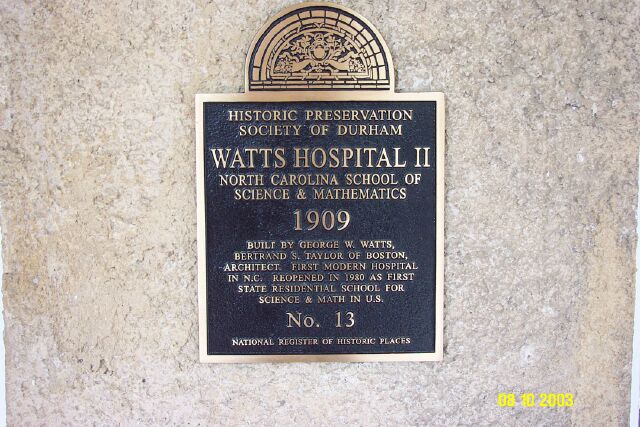 HISTORIC PRESERVATION
SOCIETY OF DURHAM
WATTS HOSPITAL II
NORTH CAROLINA SCHOOL OF
SCIENCE & MATHEMATICS
1909
BUILT BY GEORGE W. WATTS,
BERTRAND S. TAYLOR OF BOSTON,
ARCHITECT. FIRST MODERN HOSPITAL
IN N.C. REOPENED IN 1980 AS FIRST
STATE RESIDENTIAL SCHOOL FOR
SCIENCE & MATH IN U.S.
No. 13
NATIONAL REGISTER OF HISTORIC PLACES
08 10 2003